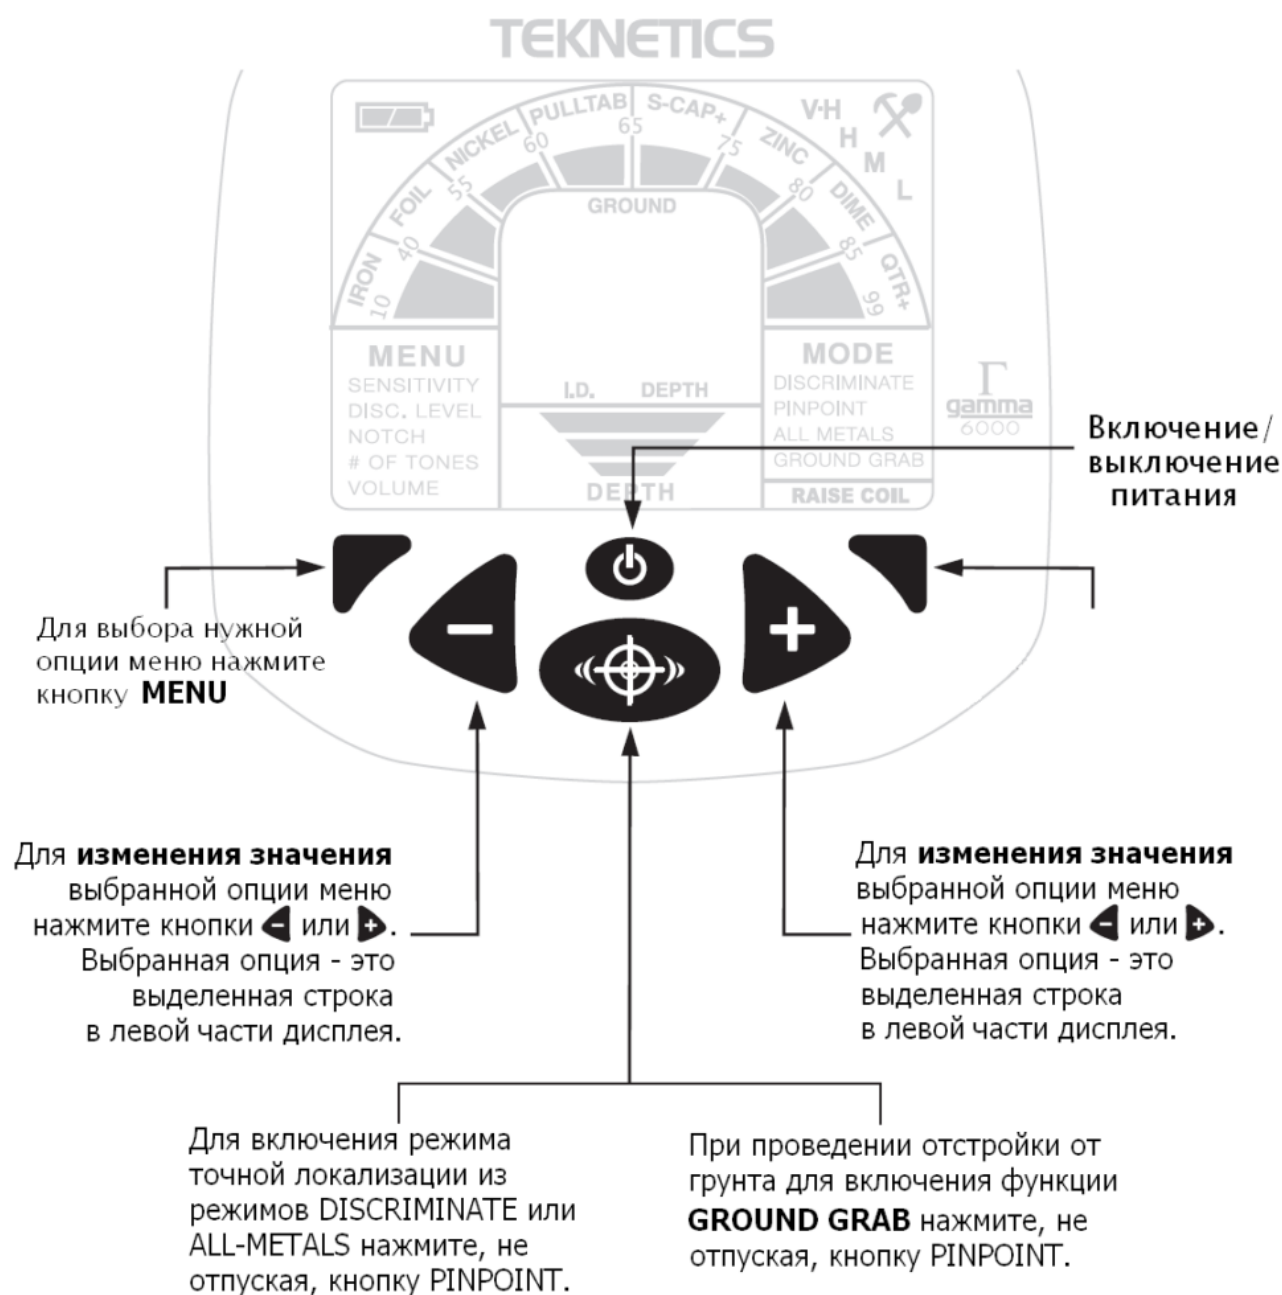 TEKNETICS
IRON
FOIL
NICKEL
PULLTAB
S-CAP+
ZINC
DIME
QTR+
10
40
55
60
65
75
80
85
99
V·H
H
M
L
GROUND
MENU
SENSITIVITY
DISC. LEVEL
NOTCH
# OF TONES
VOLUME
I.D. DEPTH
DEPTH
MODE
DISCRIMINATE
PINPOINT
ALL METALS
GROUND GRAB
RAISE COIL
Γ
gamma
6000
Включение/
выключение
питания
Для выбора нужной
опции меню нажмите
кнопку MENU
−
+
Для изменения значения
выбранной опции меню
нажмите кнопки - или +.
Выбранная опция - это
выделенная строка
в левой части дисплея.
Для изменения значения
выбранной опции меню
нажмите кнопки - или +.
Выбранная опция - это
выделенная строка
в левой части дисплея.
Для включения режима
точной локализации из
режимов DISCRIMINATE или
ALL-METALS нажмите, не
отпуская, кнопку PINPOINT.
При проведении отстройки от
грунта для включения функции
GROUND GRAB нажмите, не
отпуская, кнопку PINPOINT.